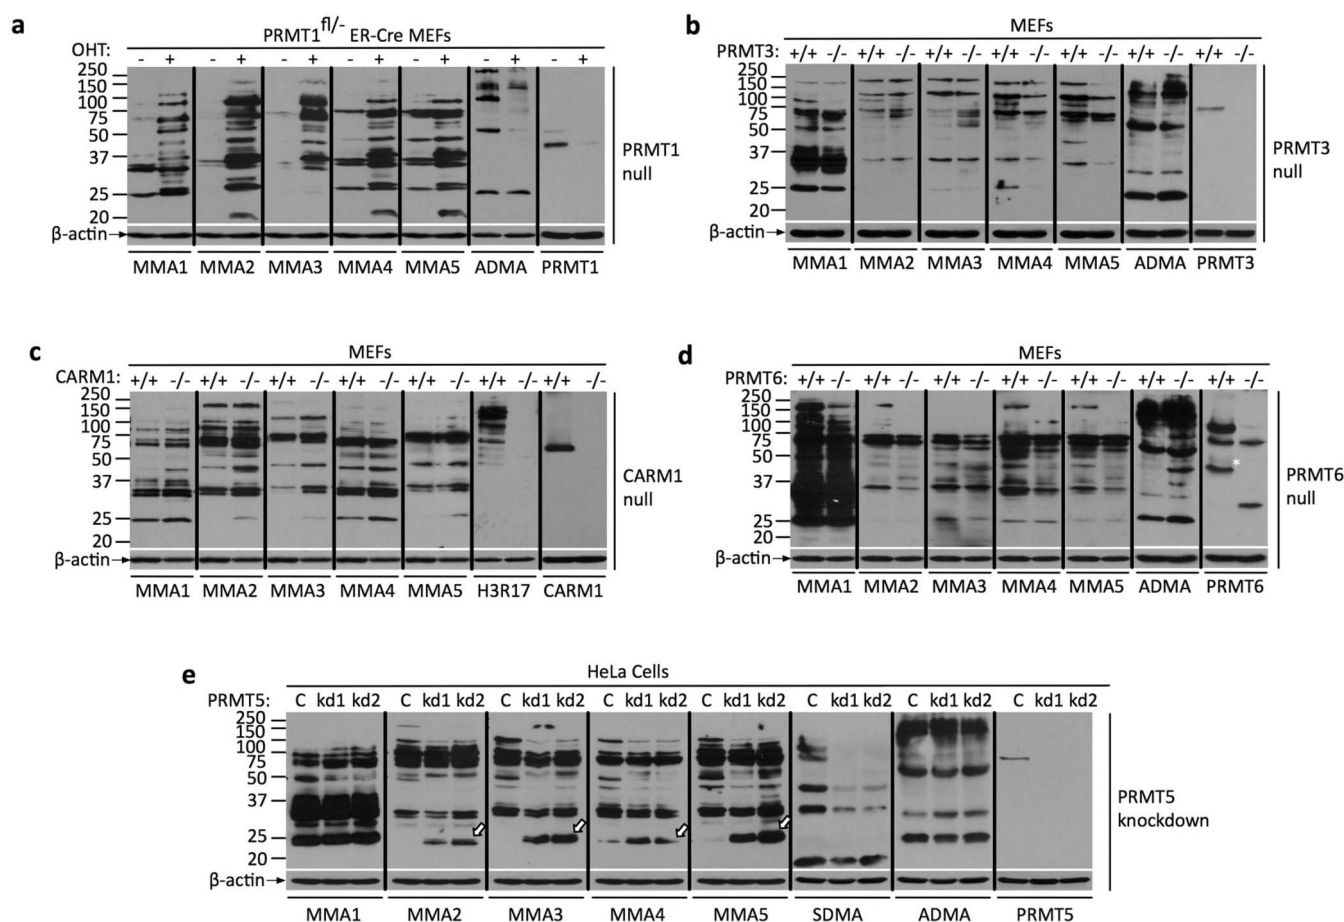 a
PRMT1fl/- ER-Cre MEFs
OHT: - + - + - + - + - + - + - +
250
150
100
75
50
37
25
20
β-actin
MMA1 MMA2 MMA3 MMA4 MMA5 ADMA PRMT1
PRMT1
null
b
MEFs
PRMT3: +/+ -/- +/+ -/- +/+ -/- +/+ -/- +/+ -/- +/+ -/- +/+ -/-
250
150
100
75
50
37
25
20
β-actin
MMA1 MMA2 MMA3 MMA4 MMA5 ADMA PRMT3
PRMT3
null
c
MEFs
CARM1: +/+ -/- +/+ -/- +/+ -/- +/+ -/- +/+ -/- +/+ -/- +/+ -/-
250
150
100
75
50
37
25
20
β-actin
MMA1 MMA2 MMA3 MMA4 MMA5 H3R17 CARM1
CARM1
null
d
MEFs
PRMT6: +/+ -/- +/+ -/- +/+ -/- +/+ -/- +/+ -/- +/+ -/- +/+ -/-
250
150
100
75
50
37
25
20
*
β-actin
MMA1 MMA2 MMA3 MMA4 MMA5 ADMA PRMT6
PRMT6
null
e
HeLa Cells
PRMT5: C kd1 kd2 C kd1 kd2 C kd1 kd2 C kd1 kd2 C kd1 kd2 C kd1 kd2 C kd1 kd2 C kd1 kd2
250
150
100
75
50
37
25
20
β-actin
MMA1 MMA2 MMA3 MMA4 MMA5 SDMA ADMA PRMT5
PRMT5
knockdown